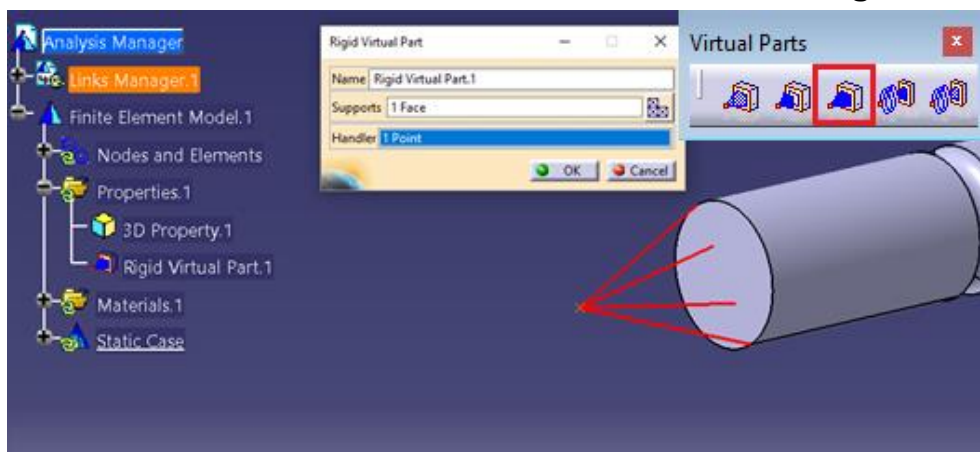 Analysis Manager
Links Manager.1
Finite Element Model.1
Nodes and Elements
Properties.1
3D Property.1
Rigid Virtual Part.1
Materials.1
Static Case
Rigid Virtual Part
Name Rigid Virtual Part.1
Supports 1 Face
Handler 1 Point
OK Cancel
Virtual Parts